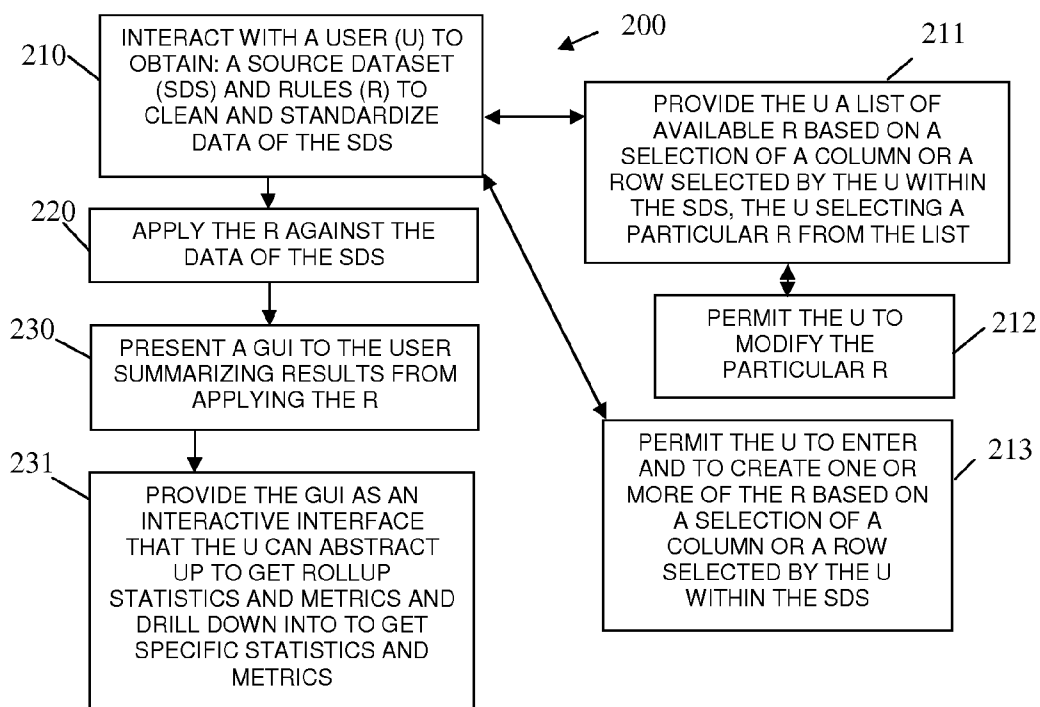 200
210
INTERACT WITH A USER (U) TO
OBTAIN: A SOURCE DATASET
(SDS) AND RULES (R) TO
CLEAN AND STANDARDIZE
DATA OF THE SDS
211
PROVIDE THE U A LIST OF
AVAILABLE R BASED ON A
SELECTION OF A COLUMN OR A
ROW SELECTED BY THE U WITHIN
THE SDS, THE U SELECTING A
PARTICULAR R FROM THE LIST
220
APPLY THE R AGAINST THE
DATA OF THE SDS
212
PERMIT THE U TO
MODIFY THE
PARTICULAR R
230
PRESENT A GUI TO THE USER
SUMMARIZING RESULTS FROM
APPLYING THE R
213
PERMIT THE U TO ENTER
AND TO CREATE ONE OR
MORE OF THE R BASED ON
A SELECTION OF A
COLUMN OR A ROW
SELECTED BY THE U
WITHIN THE SDS
231
PROVIDE THE GUI AS AN
INTERACTIVE INTERFACE
THAT THE U CAN ABSTRACT
UP TO GET ROLLUP
STATISTICS AND METRICS AND
DRILL DOWN INTO TO GET
SPECIFIC STATISTICS AND
METRICS